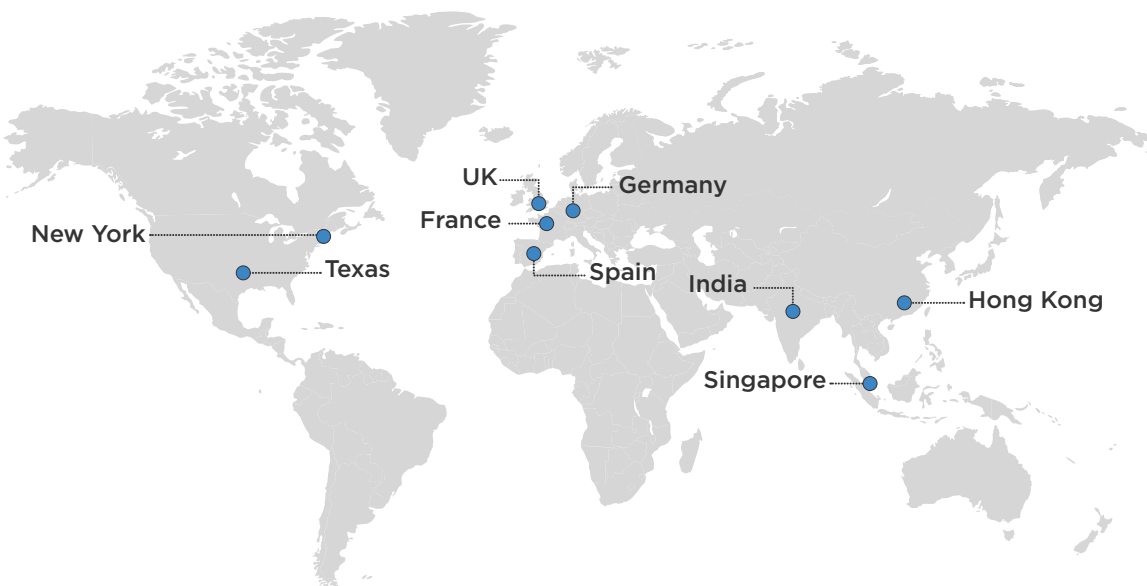 UK
Germany
France
New York
Texas
Spain
India
Hong Kong
Singapore